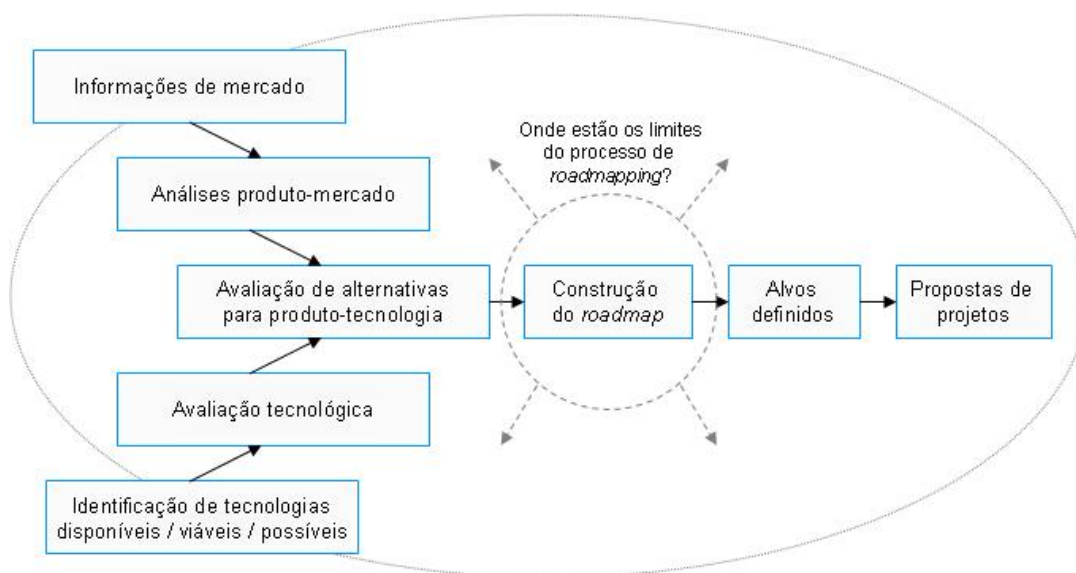 Informações de mercado
Onde estão os limites
do processo de
roadmapping?
Análises produto-mercado
Avaliação de alternativas
para produto-tecnologia
Construção
do roadmap
Alvos
definidos
Propostas de
projetos
Avaliação tecnológica
Identificação de tecnologias
disponíveis / viáveis / possíveis